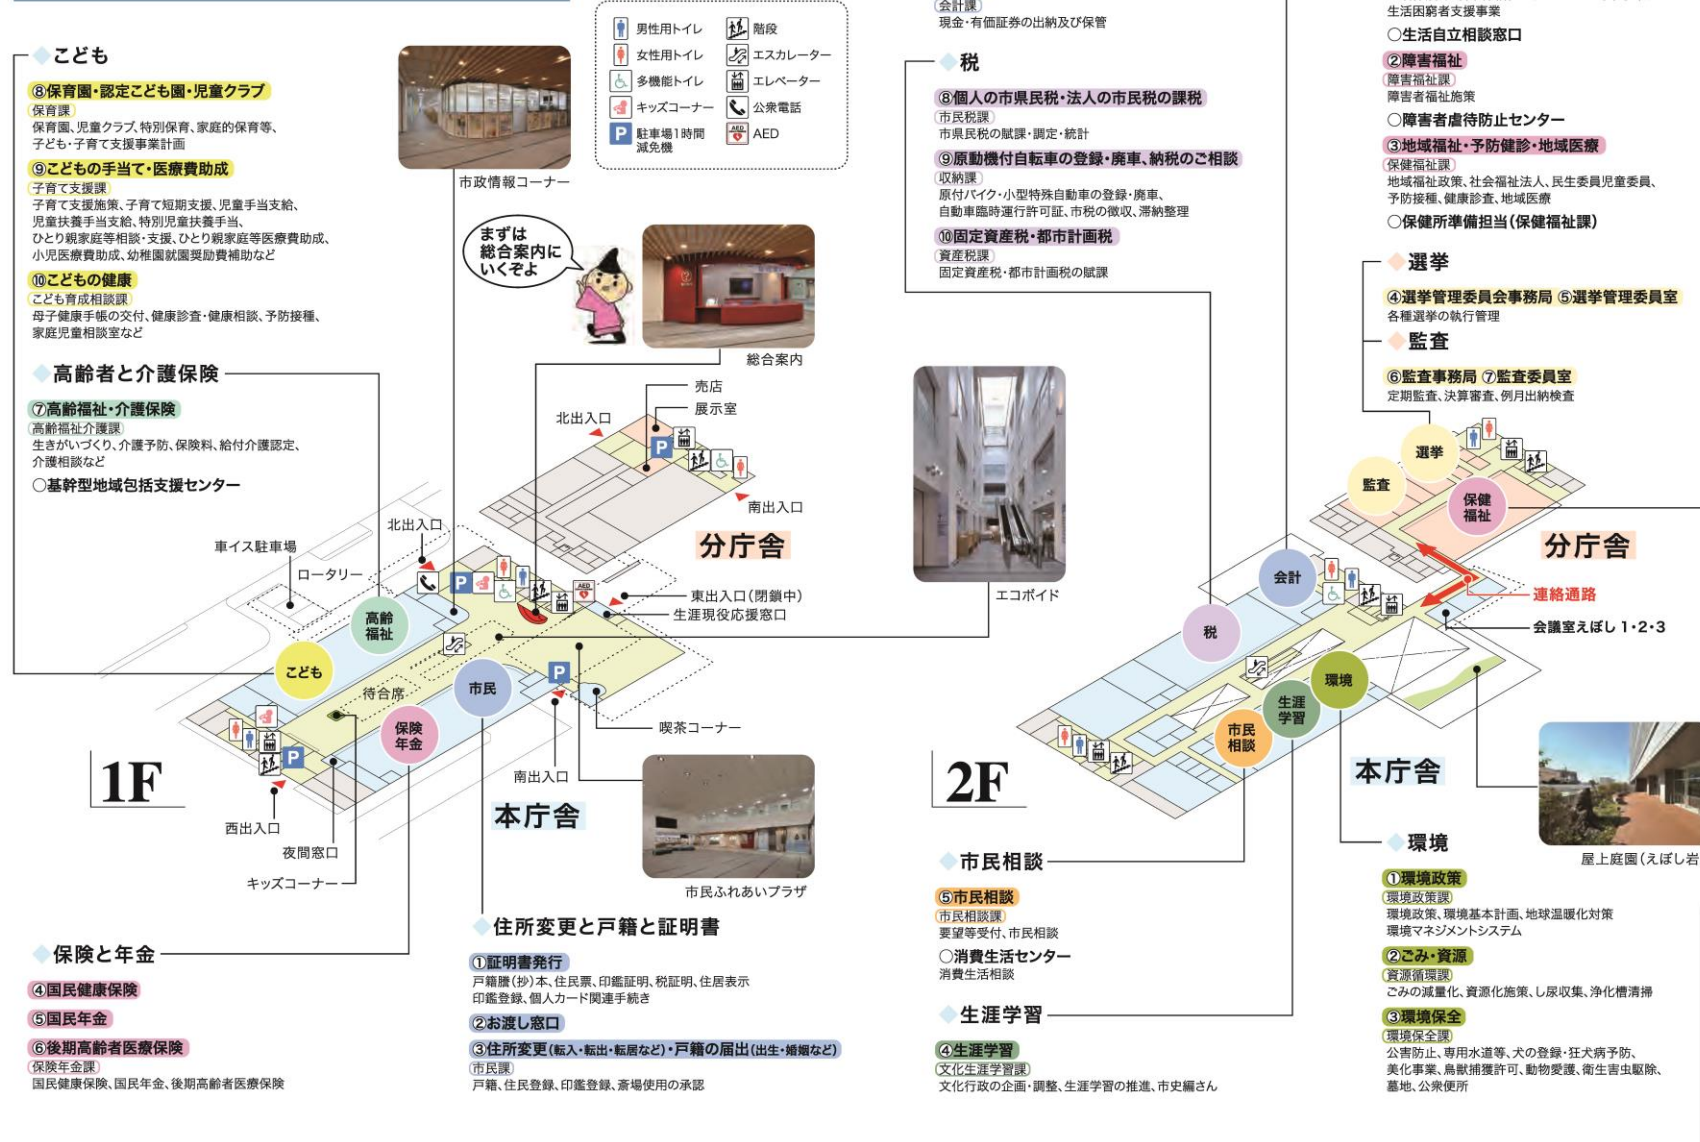 こども
⑧保育園・認定こども園・児童クラブ
保育課
保育園、児童クラブ、特別保育、家庭的保育等、
子ども・子育て支援事業計画
⑨こどもの手当て・医療費助成
子育て支援課
子育て支援施策、子育て短期支援、児童手当支給、
児童扶養手当支給、特別児童扶養手当、
ひとり親家庭等相談・支援、ひとり親家庭等医療費助成、
小児医療費助成、幼稚園就園奨励費補助など
⑩こどもの健康
こども育成相談課
母子健康手帳の交付、健康診査・健康相談、予防接種、
家庭児童相談室など
高齢者と介護保険
⑦高齢福祉・介護保険
高齢福祉介護課
生きがいづくり、介護予防、保険料、給付介護認定、
介護相談など
〇基幹型地域包括支援センター
市政情報コーナー
男性用トイレ
女性用トイレ
多機能トイレ
キッズコーナー
P 駐車場1時間
減免機
階段
エスカレーター
エレベーター
公衆電話
AED AED
まずは
総合案内に
いくぞよ
総合案内
売店
展示室
北出入口
P
南出入口
分庁舎
北出入口
車イス駐車場
ロータリー
P
AED
東出入口(閉鎖中)
生涯現役応援窓口
高齢
福祉
こども
待合席
市民
P
保険
年金
喫茶コーナー
P
1F
南出入口
本庁舎
西出入口
夜間窓口
キッズコーナー
市民ふれあいプラザ
保険と年金
④国民健康保険
⑤国民年金
⑥後期高齢者医療保険
保険年金課
国民健康保険、国民年金、後期高齢者医療保険
住所変更と戸籍と証明書
①証明書発行
戸籍謄(抄)本、住民票、印鑑証明、税証明、住居表示
印鑑登録、個人カード関連手続き
②お渡し窓口
③住所変更(転入・転出・転居など)・戸籍の届出(出生・婚姻など)
市民課
戸籍、住民登録、印鑑登録、斎場使用の承認
会計課
現金・有価証券の出納及び保管
税
⑧個人の市県民税・法人の市民税の課税
市民税課
市県民税の賦課・調定・統計
⑨原動機付自転車の登録・廃車、納税のご相談
収納課
原付バイク・小型特殊自動車の登録・廃車、
自動車臨時運行許可証、市税の徴収、滞納整理
⑩固定資産税・都市計画税
資産税課
固定資産税・都市計画税の賦課
エコボイド
生活困窮者支援事業
〇生活自立相談窓口
②障害福祉
障害福祉課
障害者福祉施策
〇障害者虐待防止センター
③地域福祉・予防健診・地域医療
保健福祉課
地域福祉政策、社会福祉法人、民生委員児童委員、
予防接種、健康診査、地域医療
〇保健所準備担当(保健福祉課)
選挙
④選挙管理委員会事務局 ⑤選挙管理委員室
各種選挙の執行管理
監査
⑥監査事務局 ⑦監査委員室
定期監査、決算審査、例月出納検査
選挙
監査
保健
福祉
分庁舎
会計
連絡通路
会議室えぼし 1・2・3
税
環境
生涯
学習
市民
相談
2F
本庁舎
屋上庭園(えぼし岩
市民相談
⑤市民相談
市民相談課
要望等受付、市民相談
〇消費生活センター
消費生活相談
生涯学習
④生涯学習
文化生涯学習課
文化行政の企画・調整、生涯学習の推進、市史編さん
環境
①環境政策
環境政策課
環境政策、環境基本計画、地球温暖化対策
環境マネジメントシステム
②ごみ・資源
資源循環課
ごみの減量化、資源化施策、し尿収集、浄化槽清掃
③環境保全
環境保全課
公害防止、専用水道等、犬の登録・狂犬病予防、
美化事業、鳥獣捕獲許可、動物愛護、衛生害虫駆除、
墓地、公衆便所